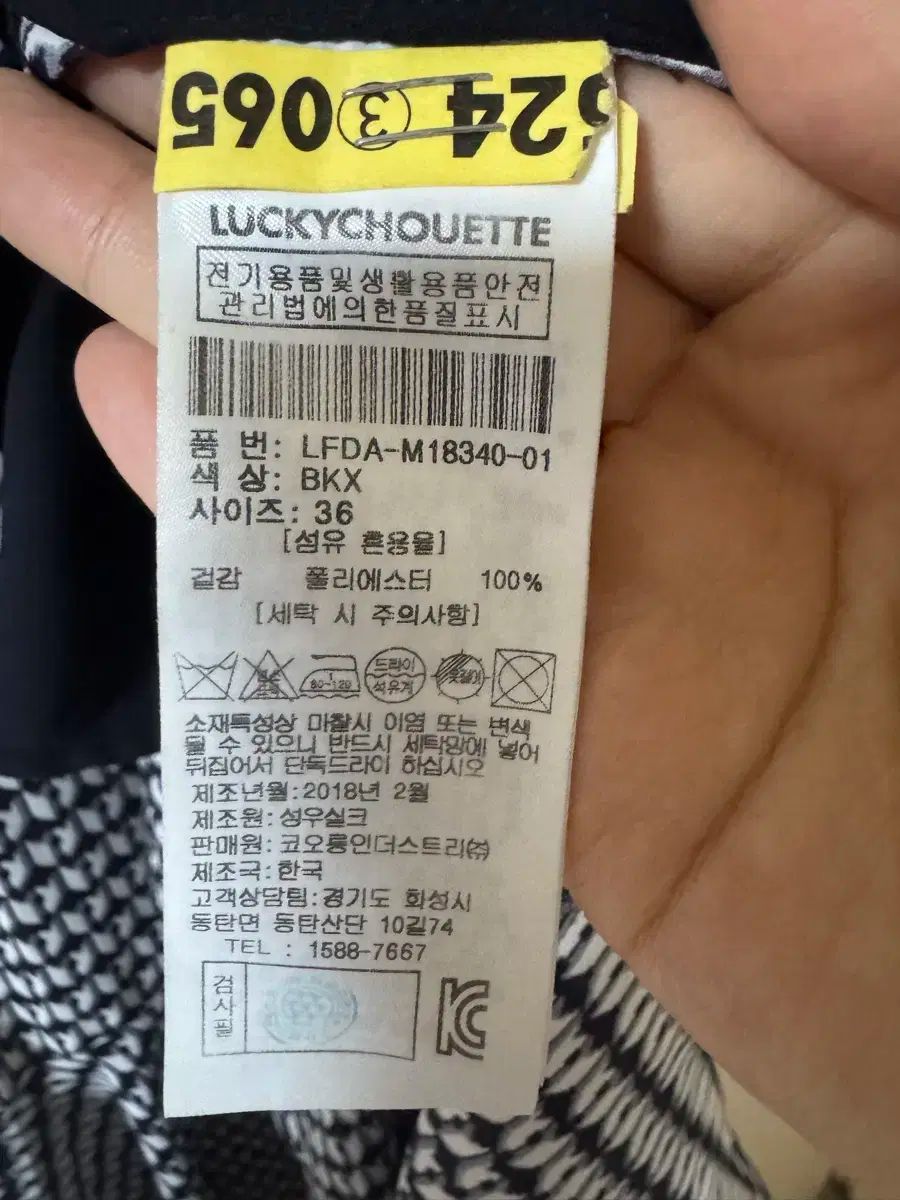 524 ③ 065
LUCKYCHOUETTE
전기용품및생활용품안전
관리법에의한품질표시
품 번: LFDA-M18340-01
색 상: BKX
사이즈: 36
[섬유 혼용율]
겉감 폴리에스터 100%
[세탁 시 주의사항]
80-120 드라이 석유계
소재특성상 마찰시 이염 또는 변색
될 수 있으니 반드시 세탁망에 넣어
뒤집어서 단독드라이 하십시오
제조년월:2018년 2월
제조원:성우실크
판매원:코오롱인더스트리㈜
제조국:한국
고객상담팀:경기도 화성시
동탄면 동탄산단 10길74
TEL : 1588-7667
검사필